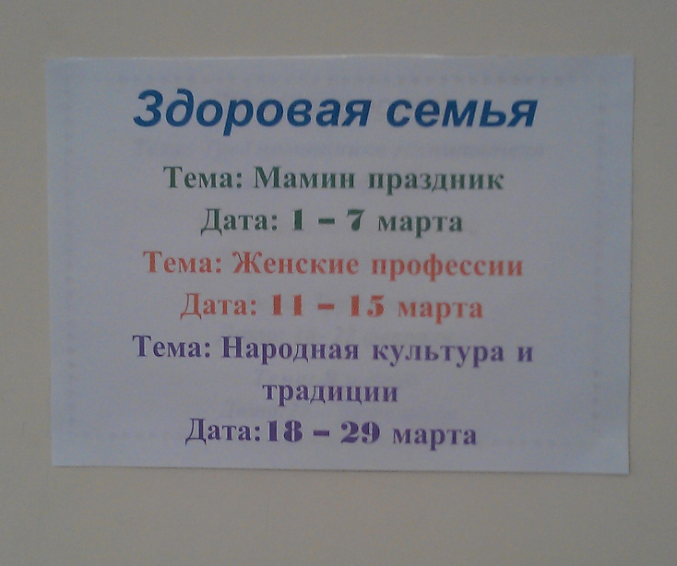 Здоровая семья
Тема: Мамин праздник
Дата: 1 – 7 марта
Тема: Женские профессии
Дата: 11 – 15 марта
Тема: Народная культура и
традиции
Дата:18 – 29 марта